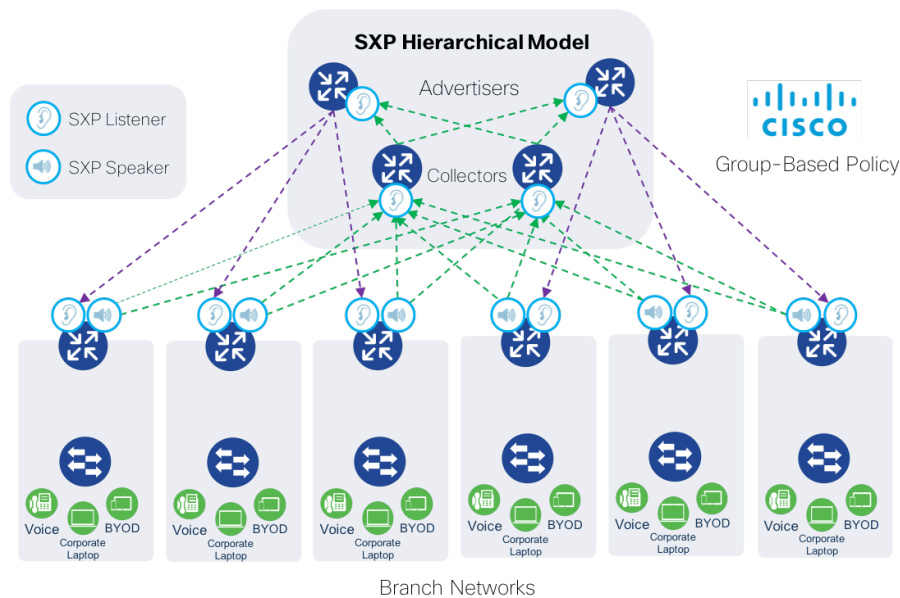 SXP Hierarchical Model
Advertisers
SXP Listener
SXP Speaker
CISCO
Group-Based Policy
Collectors
Voice
BYOD
Corporate
Laptop
Voice
BYOD
Corporate
Laptop
Voice
BYOD
Corporate
Laptop
Voice
BYOD
Corporate
Laptop
Voice
BYOD
Corporate
Laptop
Voice
BYOD
Corporate
Laptop
Branch Networks